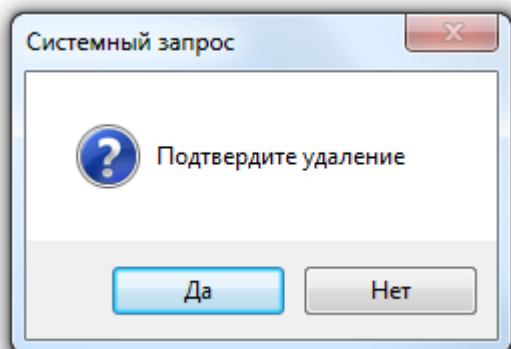 Системный запрос
Подтвердите удаление
Да
Нет